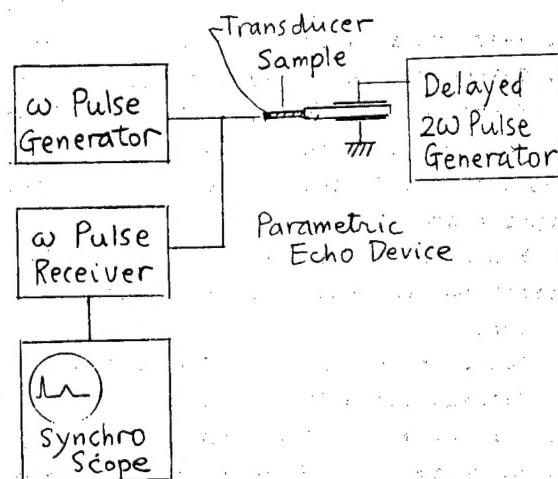 Transducer
Sample
ω Pulse
Generator
Delayed
2ω Pulse
Generator
ω Pulse
Receiver
Parametric
Echo Device
Synchro
Scope